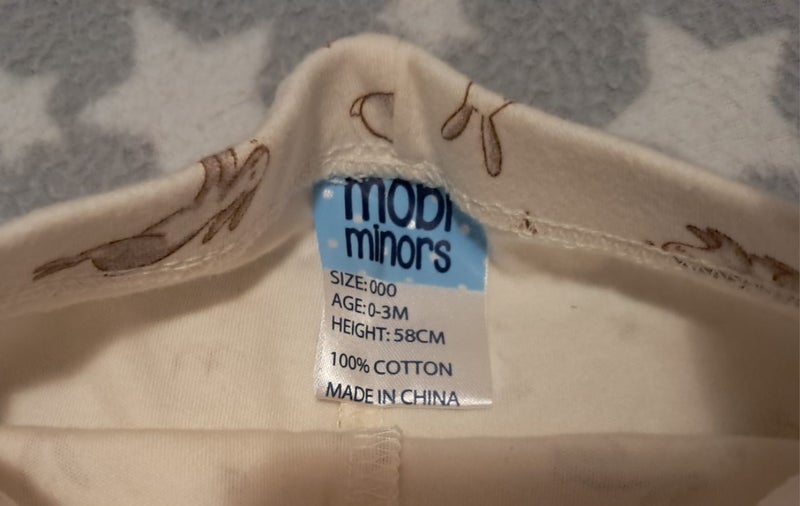 mobi
minors
SIZE: 000
AGE: 0-3M
HEIGHT: 58CM
100% COTTON
MADE IN CHINA